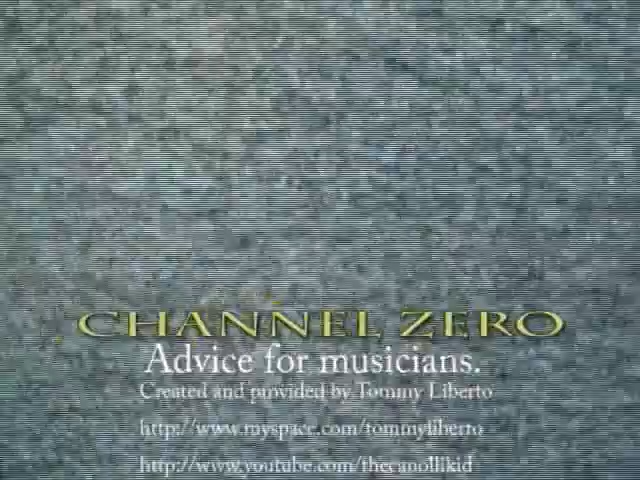 CHANNEL ZERO
Advice for musicians.
Created and provided by Tommy Liberto
http://www.myspace.com/tommyliberto
http://www.youtube.com/thecanollikid